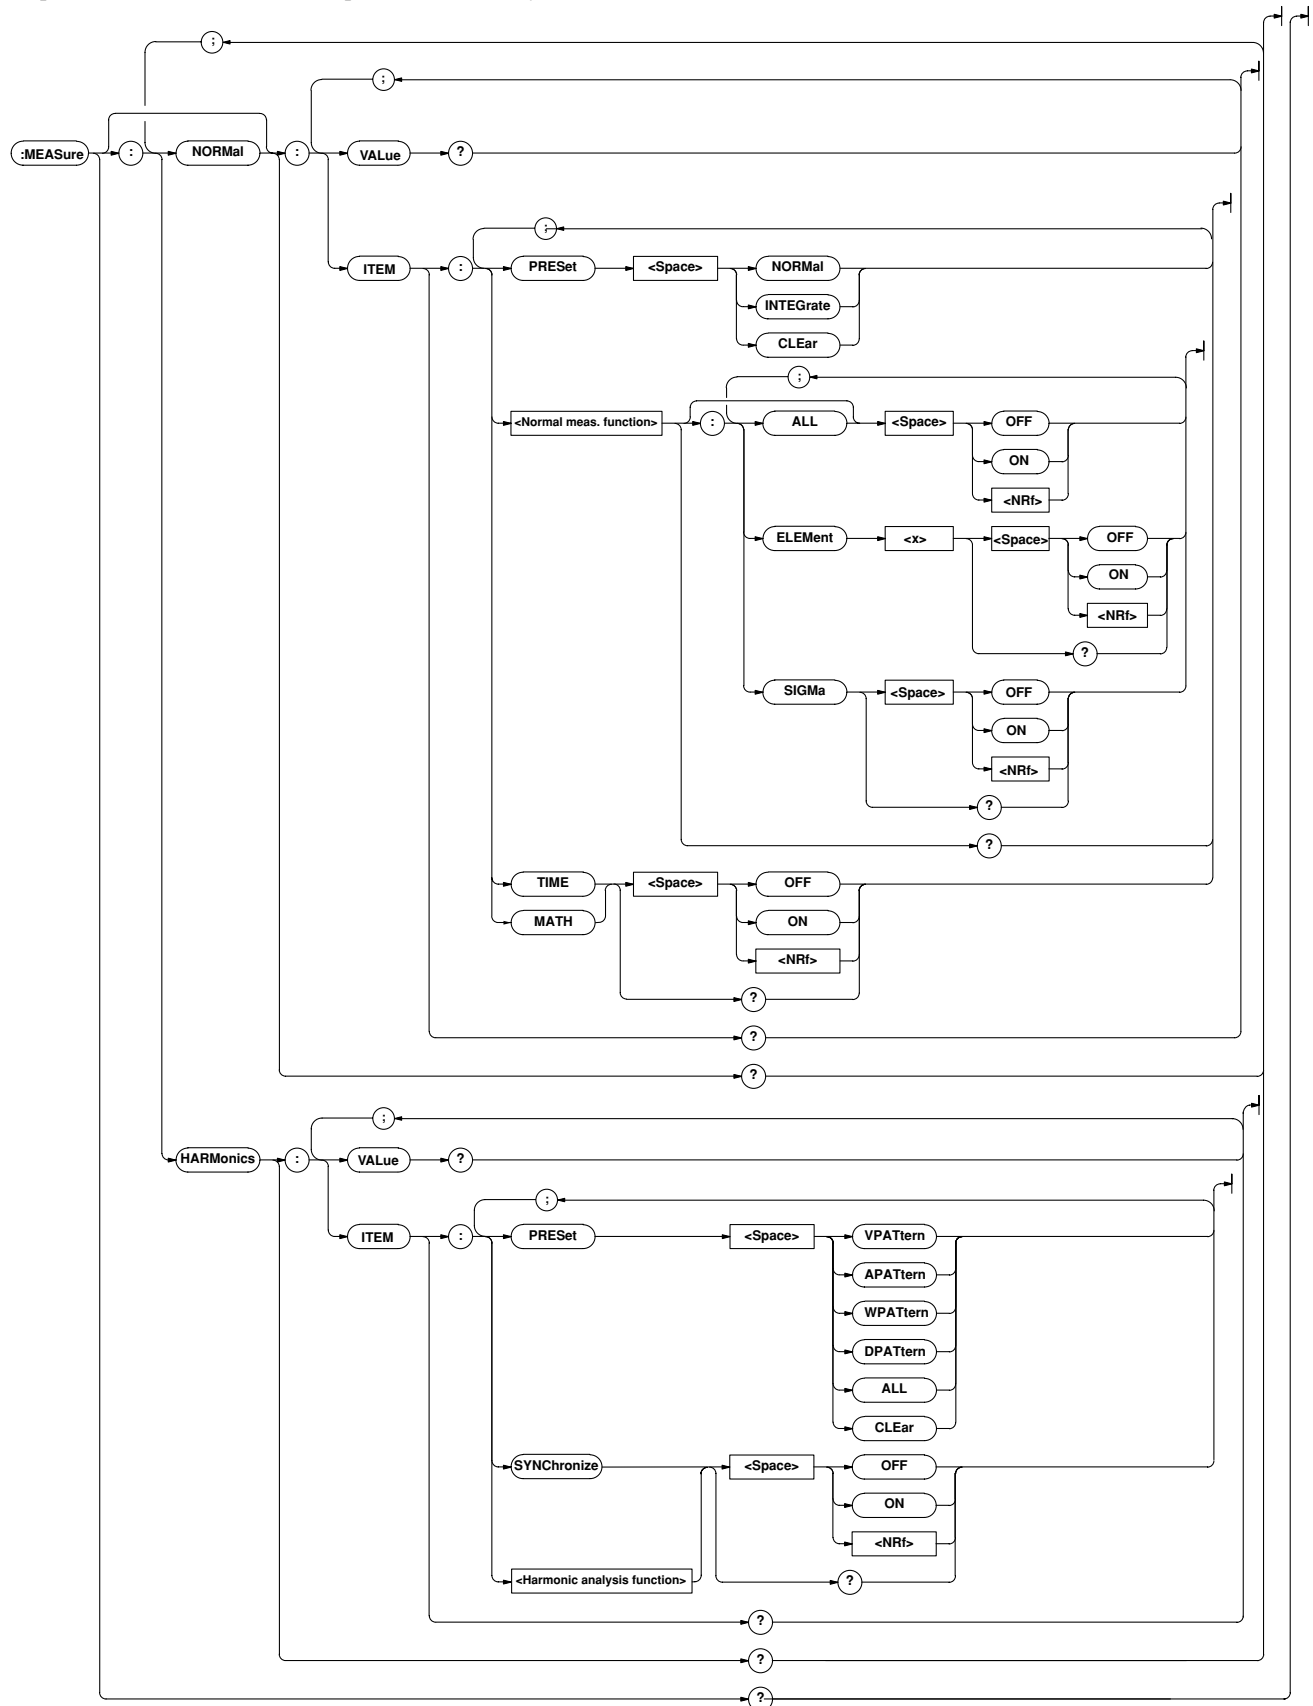 ;
;
:MEASure : NORMal : VALue ?
;
ITEM : PRESet <Space> NORMal
INTEGrate
CLEar
;
<Normal meas. function> : ALL <Space> OFF
ON
<NRf>
ELEMent <x> <Space> OFF
ON
<NRf>
?
SIGMa <Space> OFF
ON
<NRf>
?
?
TIME <Space> OFF
MATH ON
<NRf>
?
?
?
;
HARMonics : VALue ?
;
ITEM : PRESet <Space> VPATtern
APATtern
WPATtern
DPATtern
ALL
CLEar
SYNChronize <Space> OFF
ON
<NRf>
<Harmonic analysis function> ?
?
?
?